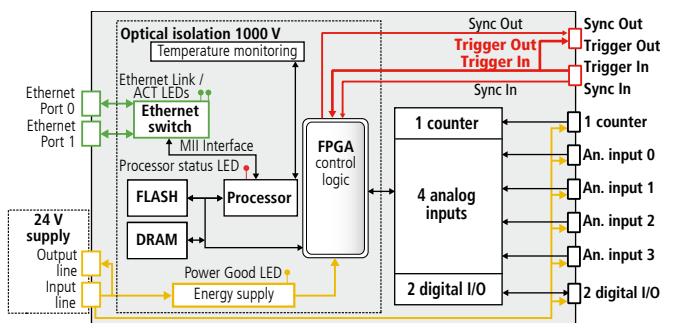 Optical isolation 1000 V
Temperature monitoring
Sync Out
Trigger Out
Trigger In
Sync In
Sync Out
Trigger Out
Trigger In
Sync In
Ethernet Link /
ACT LEDs
Ethernet
Port 0
Ethernet
Port 1
Ethernet
switch
MII Interface
Processor status LED
FLASH
Processor
DRAM
FPGA
control
logic
1 counter
4 analog
inputs
2 digital I/O
1 counter
An. input 0
An. input 1
An. input 2
An. input 3
2 digital I/O
24 V
supply
Output
line
Input
line
Power Good LED
Energy supply